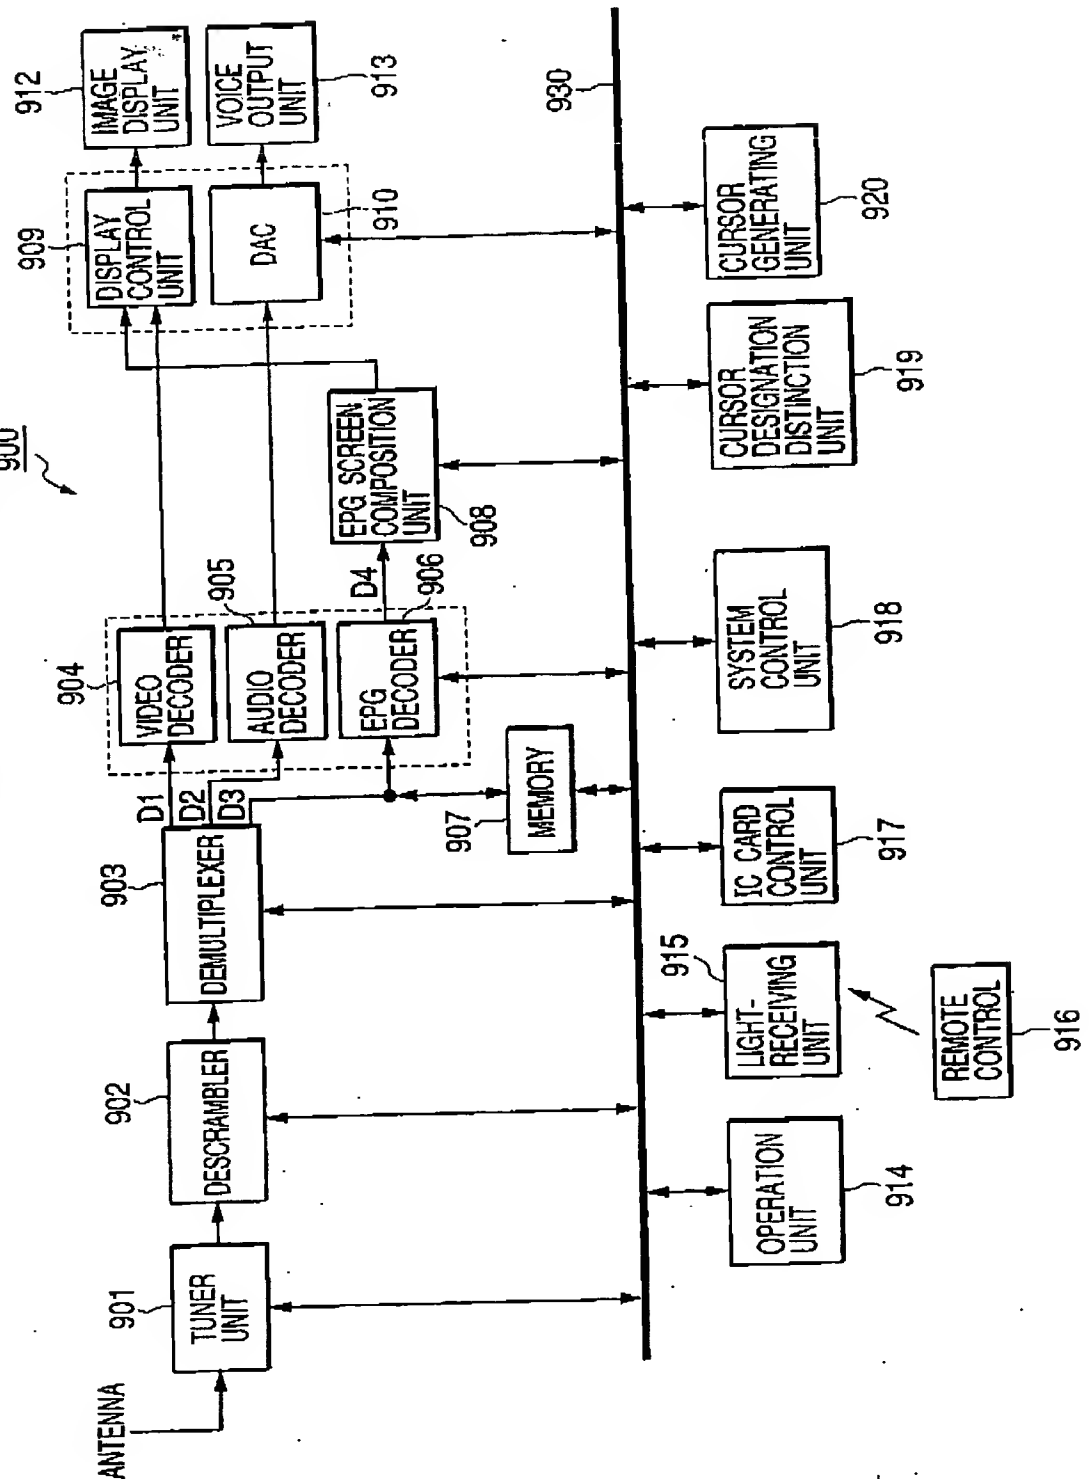 900
ANTENNA
901
TUNER
UNIT
902
DESCRAMBLER
903
DEMULTIPLEXER
D1
D2
D3
904
VIDEO
DECODER
905
AUDIO
DECODER
906
EPG
DECODER
D4
907
MEMORY
908
EPG SCREEN
COMPOSITION
UNIT
909
DISPLAY
CONTROL
UNIT
910
DAC
912
IMAGE
DISPLAY
UNIT
913
VOICE
OUTPUT
UNIT
930
914
OPERATION
UNIT
915
LIGHT-
RECEIVING
UNIT
916
REMOTE
CONTROL
917
IC CARD
CONTROL
UNIT
918
SYSTEM
CONTROL
UNIT
919
CURSOR
DESIGNATION
DISTINCTION
UNIT
920
CURSOR
GENERATING
UNIT